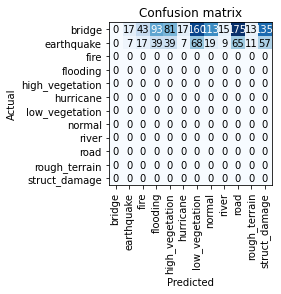 Confusion matrix
Actual
bridge 0 17 43 93 81 17 160 15 13
earthquake 0 7 17 39 39 7 68 19 9 65 11 57
fire 0 0 0 0 0 0 0 0 0 0 0 0
flooding 0 0 0 0 0 0 0 0 0 0 0 0
high_vegetation 0 0 0 0 0 0 0 0 0 0 0 0
hurricane 0 0 0 0 0 0 0 0 0 0 0 0
low_vegetation 0 0 0 0 0 0 0 0 0 0 0 0
normal 0 0 0 0 0 0 0 0 0 0 0 0
river 0 0 0 0 0 0 0 0 0 0 0 0
road 0 0 0 0 0 0 0 0 0 0 0 0
rough_terrain 0 0 0 0 0 0 0 0 0 0 0 0
struct_damage 0 0 0 0 0 0 0 0 0 0 0 0
bridge
earthquake
fire
flooding
high_vegetation
hurricane
low_vegetation
normal
river
road
rough_terrain
struct_damage
Predicted